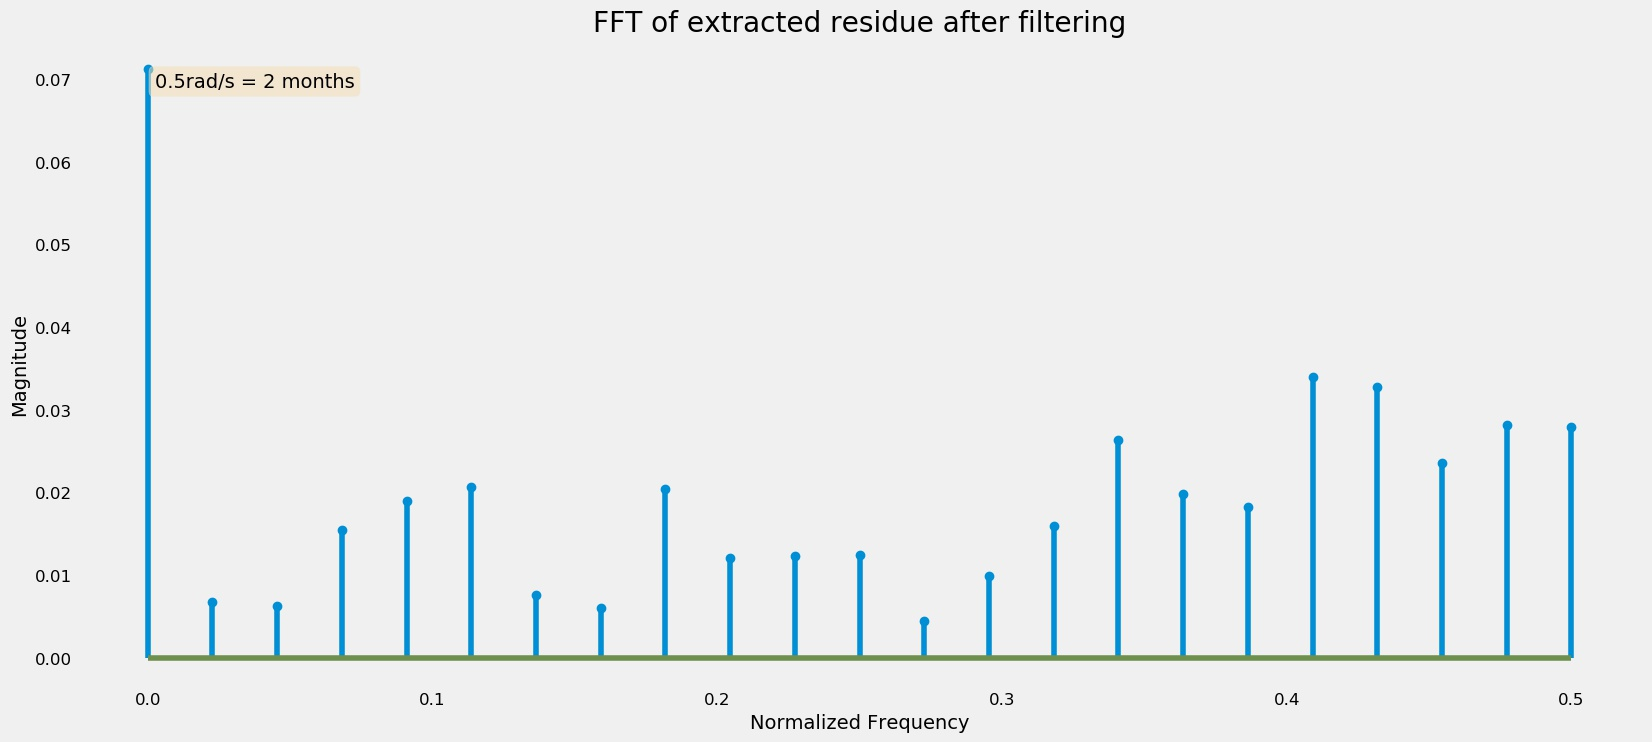 FFT of extracted residue after filtering
0.5rad/s = 2 months
Magnitude
0.07
0.06
0.05
0.04
0.03
0.02
0.01
0.00
0.0 0.1 0.2 0.3 0.4 0.5
Normalized Frequency